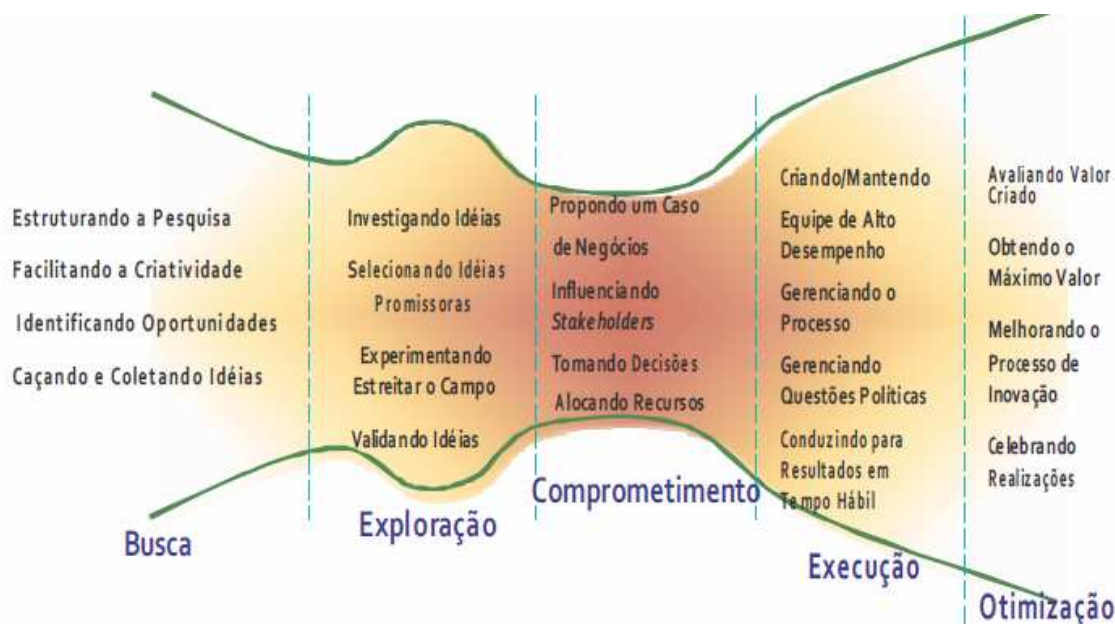 Estruturando a Pesquisa
Facilitando a Criatividade
Identificando Oportunidades
Caçando e Coletando Idéias
Busca
Investigando Idéias
Selecionando Idéias
Promissoras
Experimentando
Estreitar o Campo
Validando Idéias
Exploração
Propondo um Caso
de Negócios
Influenciando
Stakeholders
Tomando Decisões
Alocando Recursos
Comprometimento
Criando/Mantendo
Equipe de Alto
Desempenho
Gerenciando o
Processo
Gerenciando
Questões Políticas
Conduzindo para
Resultados em
Tempo Hábil
Execução
Avaliando Valor
Criado
Obtendo o
Máximo Valor
Melhorando o
Processo de
Inovação
Celebrando
Realizações
Otimização